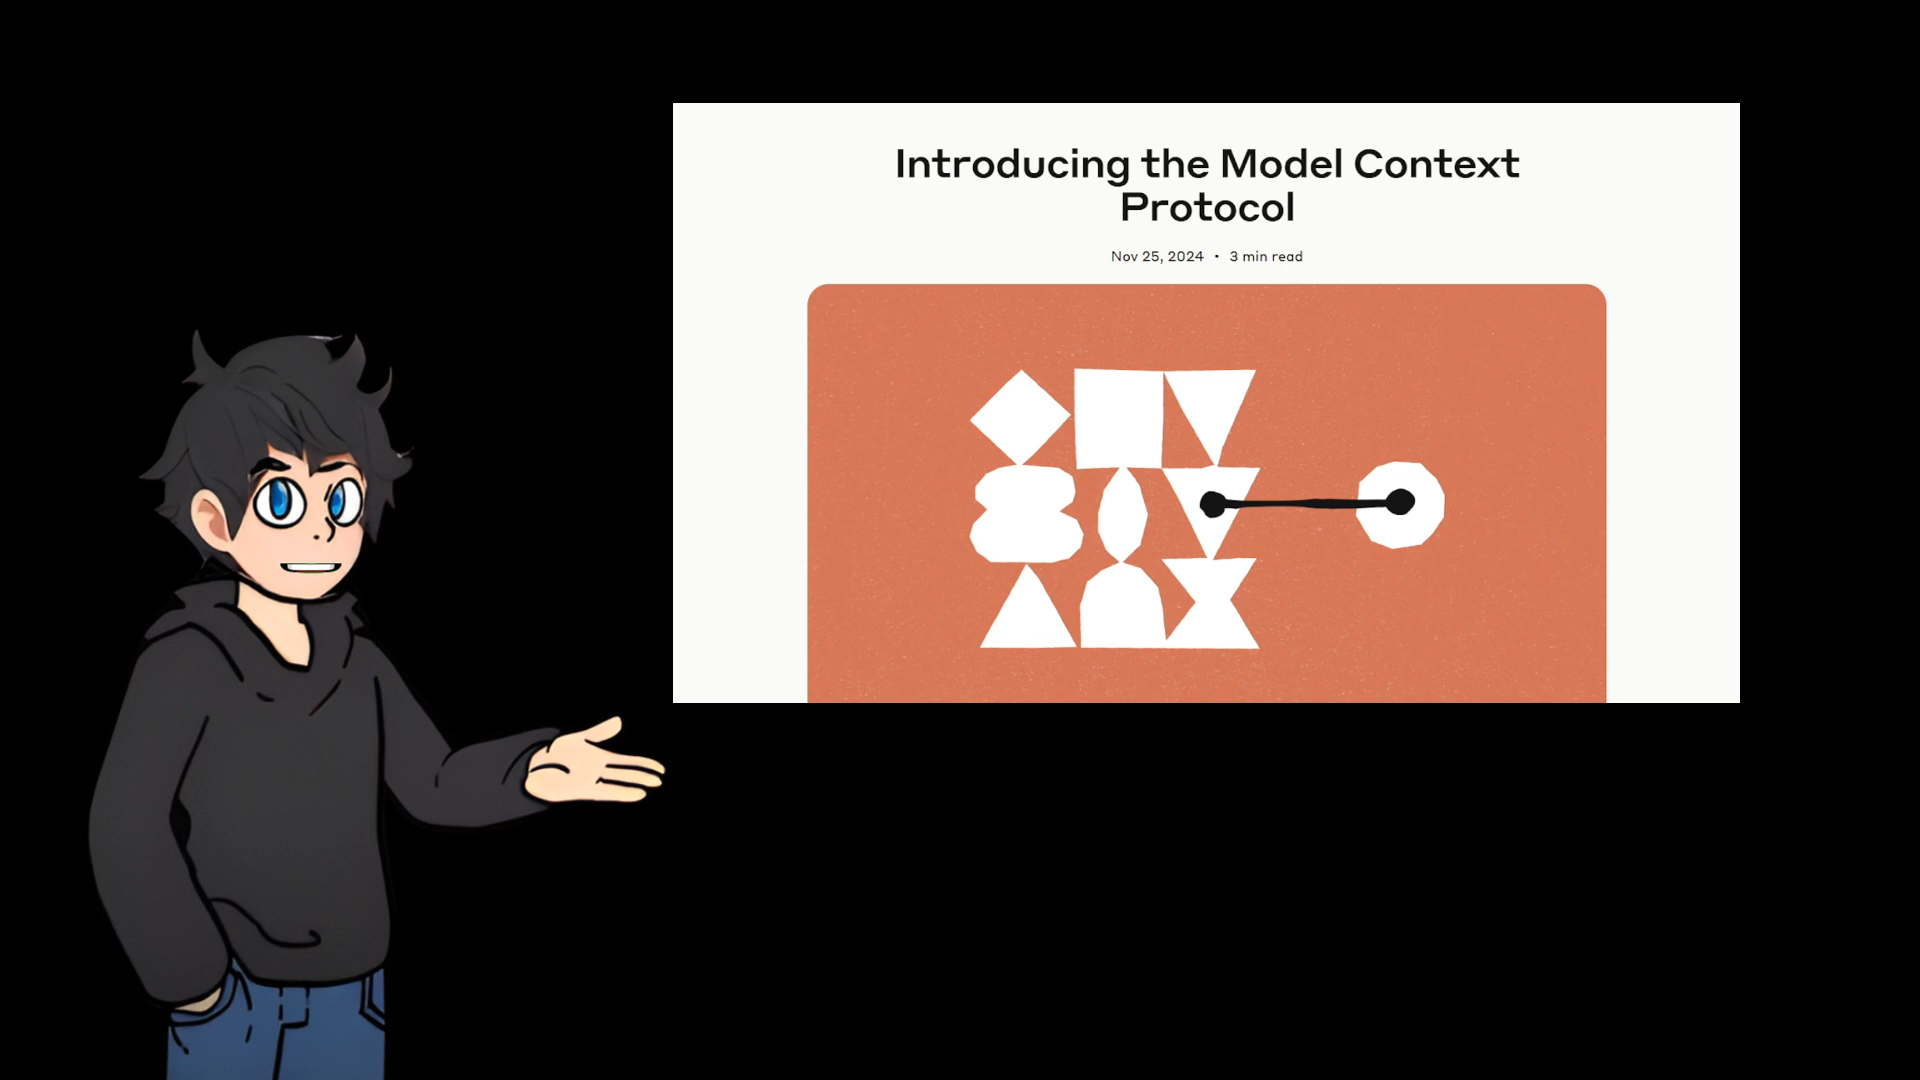 Introducing the Model Context
Protocol
Nov 25, 2024 • 3 min read